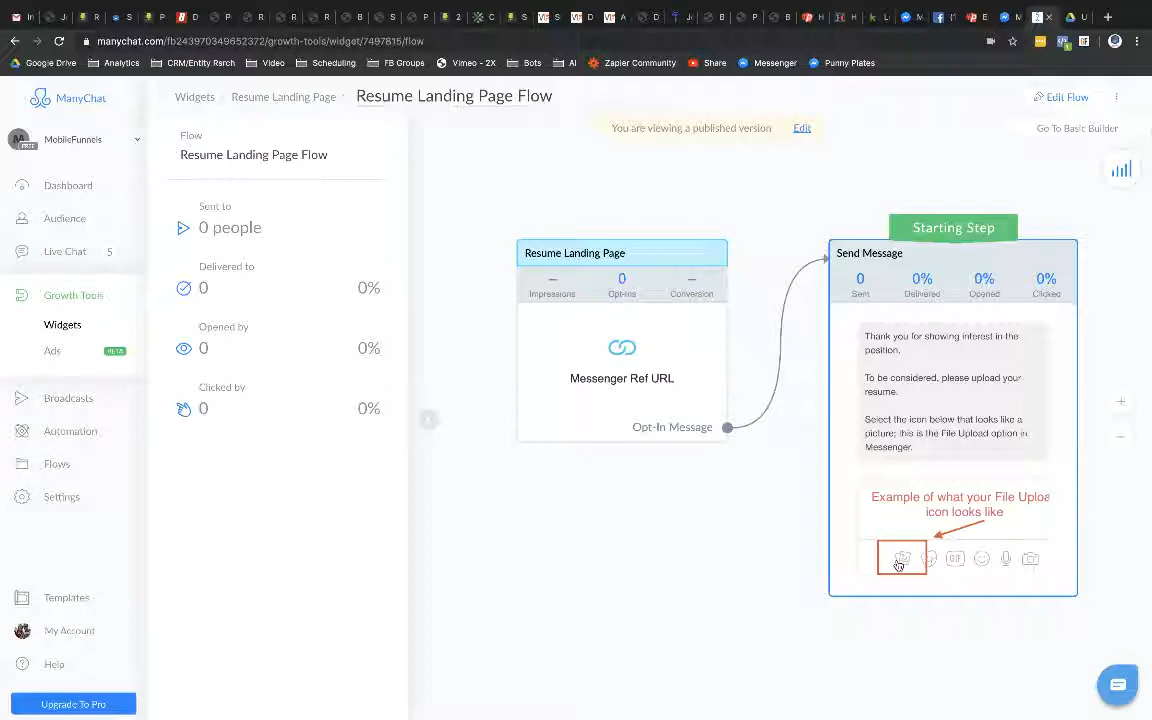 manychat.com/fb243970349652372/growth-tools/widget/7497815/flow
Google Drive
Analytics
CRM/Entity Rsrch
Video
Scheduling
FB Groups
Vimeo - 2X
Bots
AI
Zapier Community
Share
Messenger
Punny Plates
ManyChat
Widgets
Resume Landing Page
Resume Landing Page Flow
Edit Flow
You are viewing a published version
Edit
Go To Basic Builder
MobileFunnels
FREE
Dashboard
Audience
Live Chat
5
Growth Tools
Widgets
Ads
BETA
Broadcasts
Automation
Flows
Settings
Templates
My Account
Help
Upgrade To Pro
Flow
Resume Landing Page Flow
Sent to
0 people
Delivered to
0
0%
Opened by
0
0%
Clicked by
0
0%
Resume Landing Page
0
Impressions
Opt-Ins
Conversion
Messenger Ref URL
Opt-In Message
Starting Step
Send Message
0
0%
0%
0%
Sent
Delivered
Opened
Clicked
Thank you for showing interest in the
position.
To be considered, please upload your
resume.
Select the icon below that looks like a
picture; this is the File Upload option in
Messenger.
Example of what your File Uploa
icon looks like
GIF